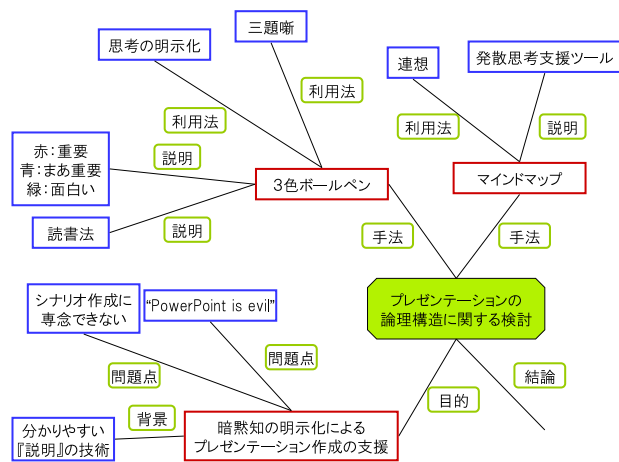 三題噺
思考の明示化
発散思考支援ツール
連想
利用法
利用法
利用法
説明
赤：重要
青：まあ重要
緑：面白い
説明
3色ボールペン
マインドマップ
読書法
説明
手法
手法
シナリオ作成に
専念できない
“PowerPoint is evil”
プレゼンテーションの
論理構造に関する検討
問題点
問題点
結論
目的
背景
分かりやすい
『説明』の技術
暗黙知の明示化による
プレゼンテーション作成の支援